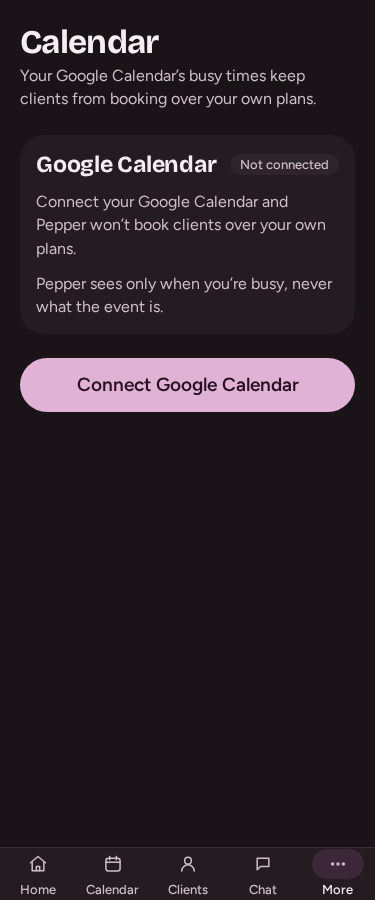 Calendar
Your Google Calendar’s busy times keep
clients from booking over your own plans.
Google Calendar
Not connected
Connect your Google Calendar and
Pepper won’t book clients over your own
plans.
Pepper sees only when you’re busy, never
what the event is.
Connect Google Calendar
Home
Calendar
Clients
Chat
More